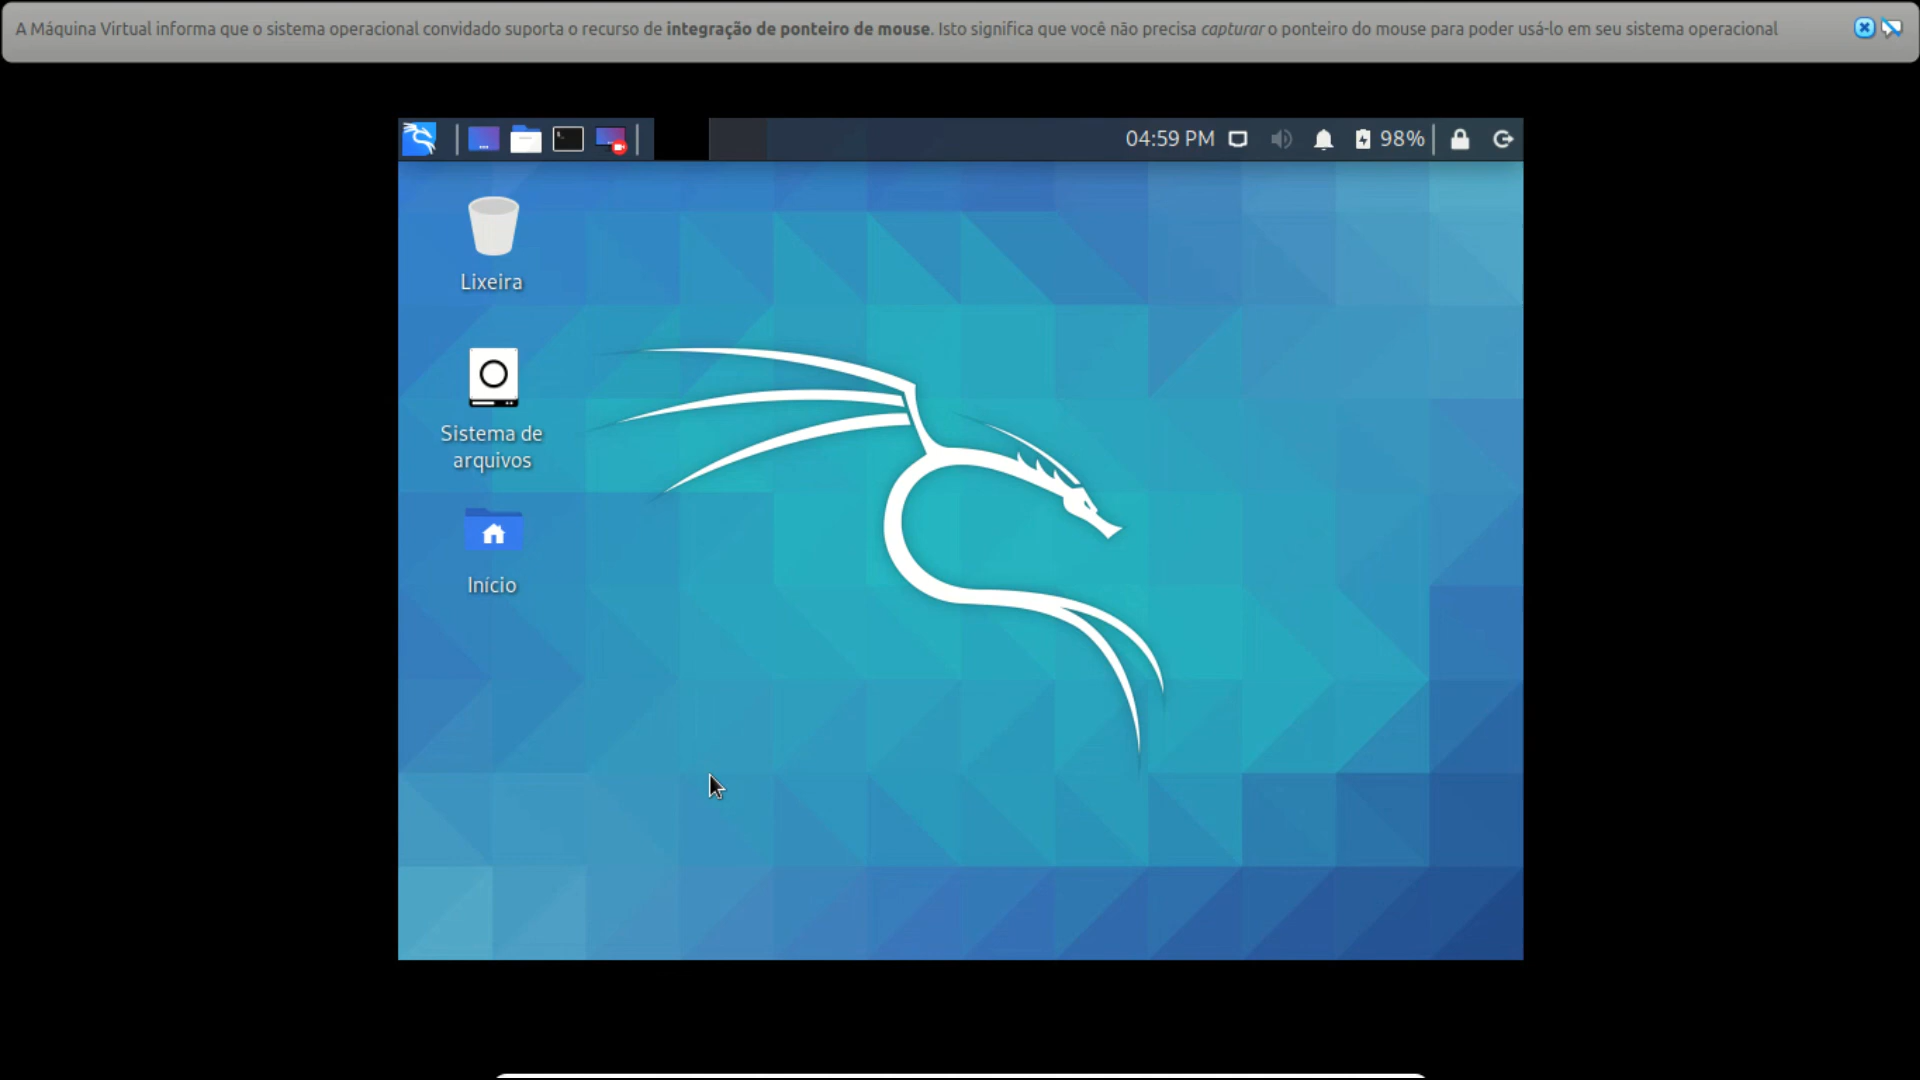 A Máquina Virtual informa que o sistema operacional convidado suporta o recurso de integração de ponteiro de mouse. Isto significa que você não precisa capturar o ponteiro do mouse para poder usá-lo em seu sistema operacional
04:59 PM 98%
Lixeira
Sistema de
arquivos
Início